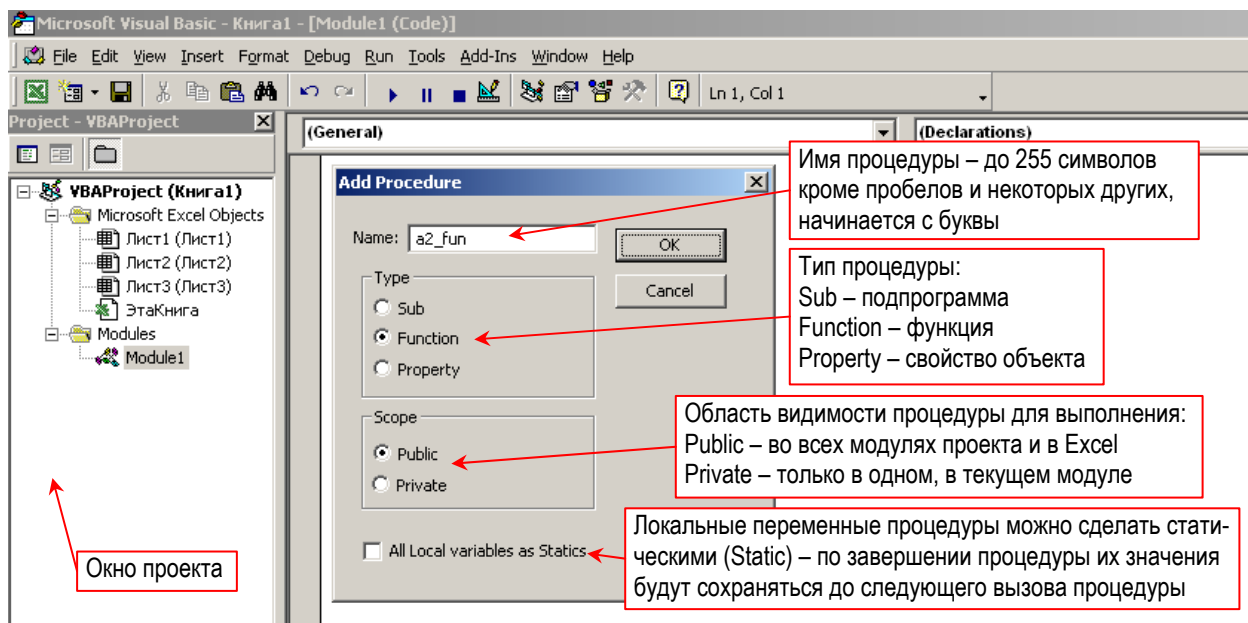 Microsoft Visual Basic - Книга1 - [Module1 (Code)]
File Edit View Insert Format Debug Run Tools Add-Ins Window Help
Ln 1, Col 1
Project - VBAProject
(General)
(Declarations)
VBAProject (Книга1)
Microsoft Excel Objects
Лист1 (Лист1)
Лист2 (Лист2)
Лист3 (Лист3)
ЭтаКнига
Modules
Module1
Окно проекта
Add Procedure
Name: a2_fun
OK
Cancel
Type
Sub
Function
Property
Scope
Public
Private
All Local variables as Statics
Имя процедуры – до 255 символов
кроме пробелов и некоторых других,
начинается с буквы
Тип процедуры:
Sub – подпрограмма
Function – функция
Property – свойство объекта
Область видимости процедуры для выполнения:
Public – во всех модулях проекта и в Excel
Private – только в одном, в текущем модуле
Локальные переменные процедуры можно сделать стати-
ческими (Static) – по завершении процедуры их значения
будут сохраняться до следующего вызова процедуры